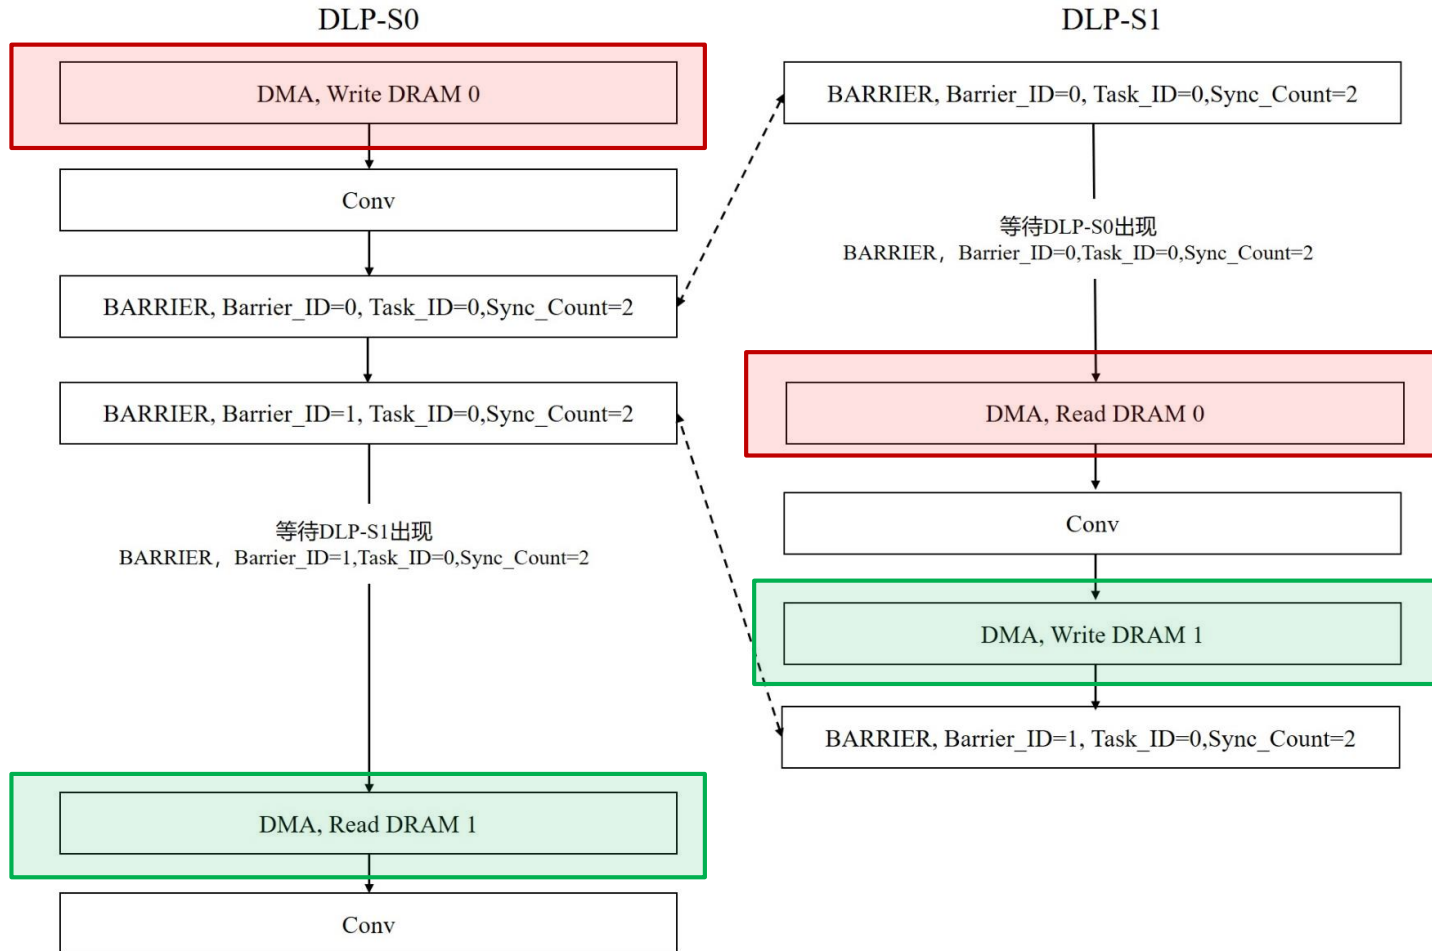 DLP-S0
DMA, Write DRAM 0
Conv
BARRIER, Barrier_ID=0, Task_ID=0,Sync_Count=2
BARRIER, Barrier_ID=1, Task_ID=0,Sync_Count=2
等待DLP-S1出现
BARRIER，Barrier_ID=1,Task_ID=0,Sync_Count=2
DMA, Read DRAM 1
Conv
DLP-S1
BARRIER, Barrier_ID=0, Task_ID=0,Sync_Count=2
等待DLP-S0出现
BARRIER，Barrier_ID=0,Task_ID=0,Sync_Count=2
DMA, Read DRAM 0
Conv
DMA, Write DRAM 1
BARRIER, Barrier_ID=1, Task_ID=0,Sync_Count=2